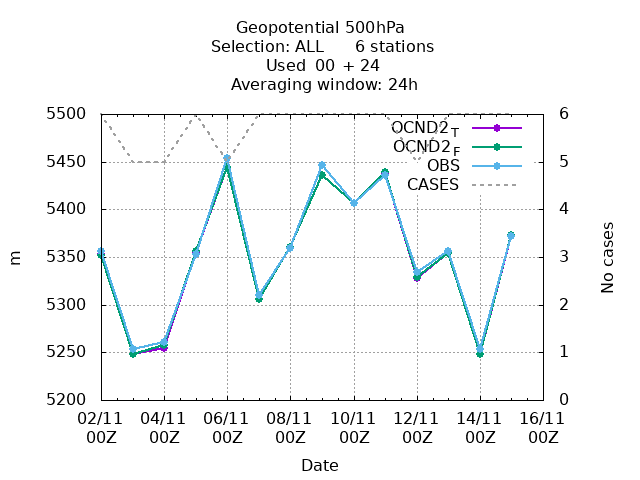 Geopotential 500hPa
Selection: ALL 6 stations
Used 00 + 24
Averaging window: 24h
OCND2T
OCND2F
OBS
CASES
5500
5450
5400
5350
5300
5250
5200
m
6
5
4
3
2
1
0
No cases
02/11 04/11 06/11 08/11 10/11 12/11 14/11 16/11
00Z 00Z 00Z 00Z 00Z 00Z 00Z 00Z
Date